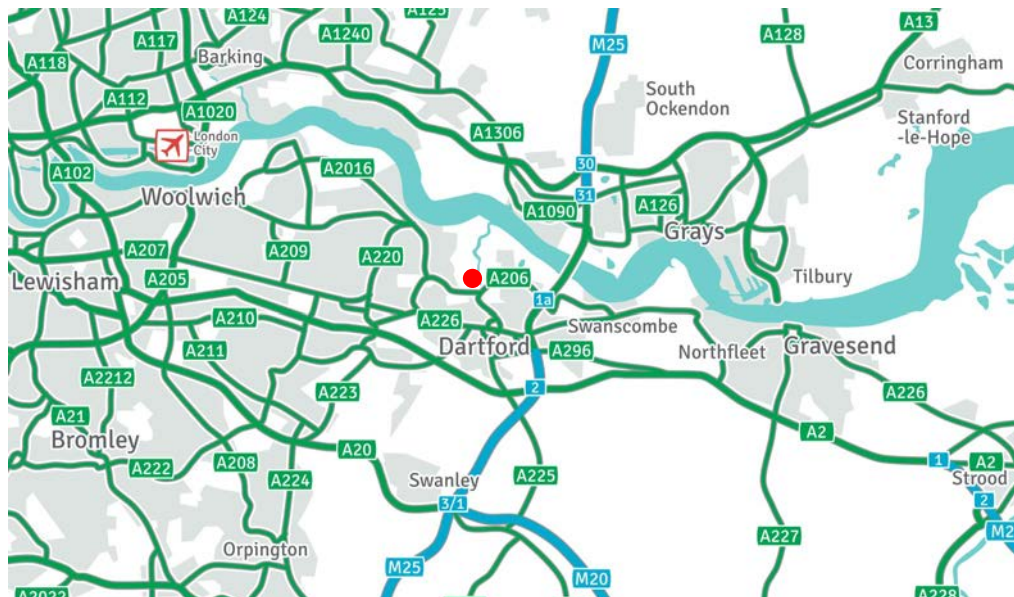 A124
A125
A13
A117
A1240
M25
A128
A118
Barking
Corringham
A112
A1020
South
Ockendon
Stanford
-le-Hope
London
City
A1306
A102
A2016
30
Woolwich
31
A1090
A126
A207
A209
A220
Grays
Lewisham
A205
A206
Tilbury
1a
A210
A226
Swanscombe
Dartford
A296
Northfleet
Gravesend
A211
A2212
A223
2
A226
A21
Bromley
A2
A20
A222
A208
A224
Swanley
A225
1
A2
Strood
3/1
2
Orpington
A227
M2
M25
M20
A228